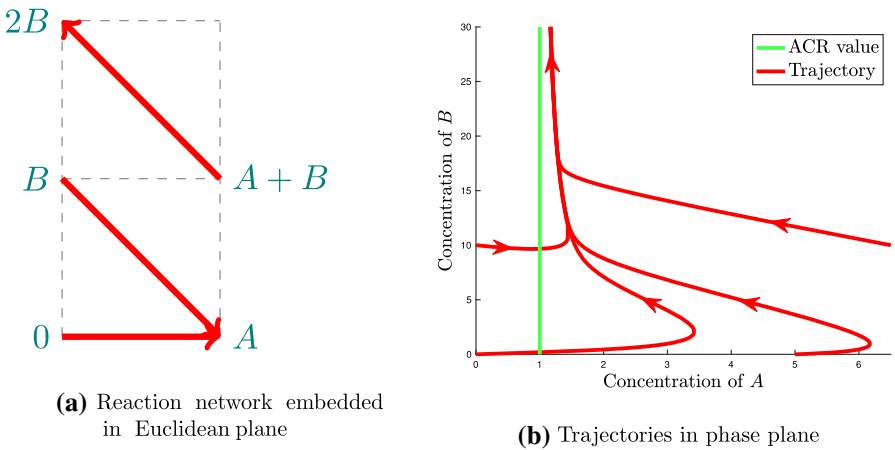 2B
B
A + B
0
A
(a) Reaction network embedded
in Euclidean plane
30
25
20
15
10
5
0
0
1
2
3
4
5
6
Concentration of B
Concentration of A
ACR value
Trajectory
(b) Trajectories in phase plane